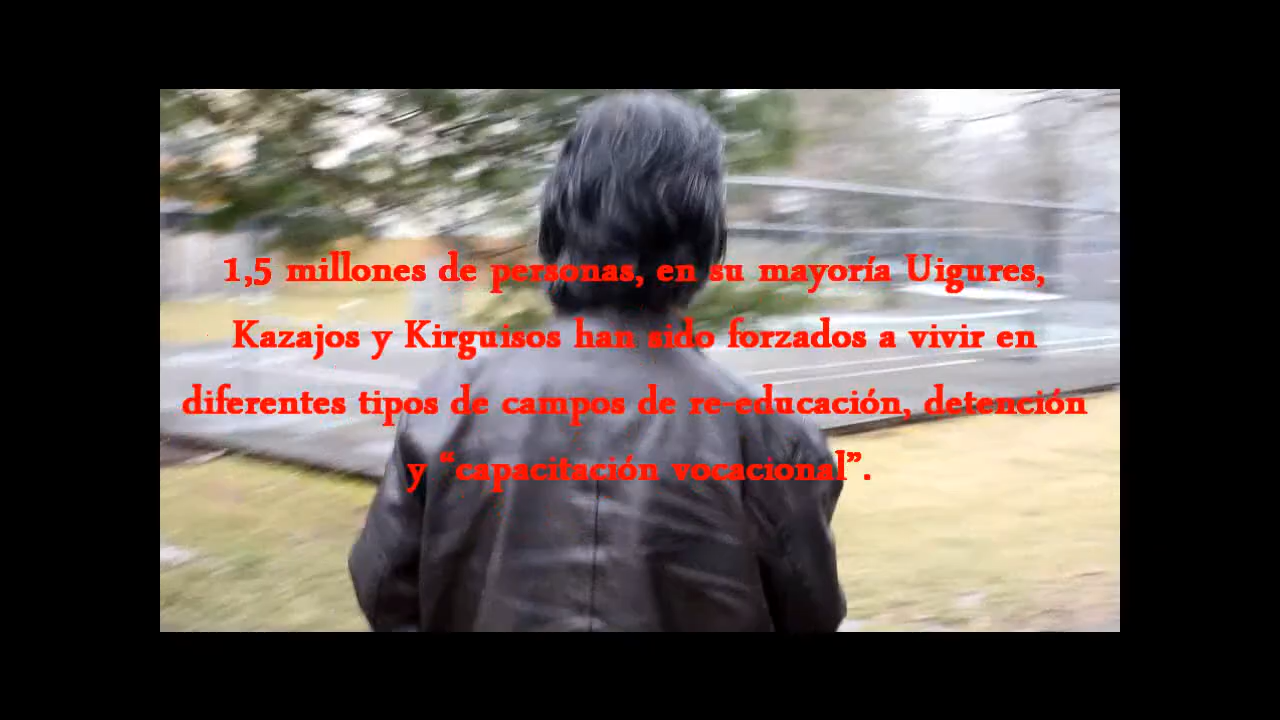 1,5 millones de personas, en su mayoría Uigures,
Kazajos y Kirguisos han sido forzados a vivir en
diferentes tipos de campos de re-educación, detención
y “capacitación vocacional”.